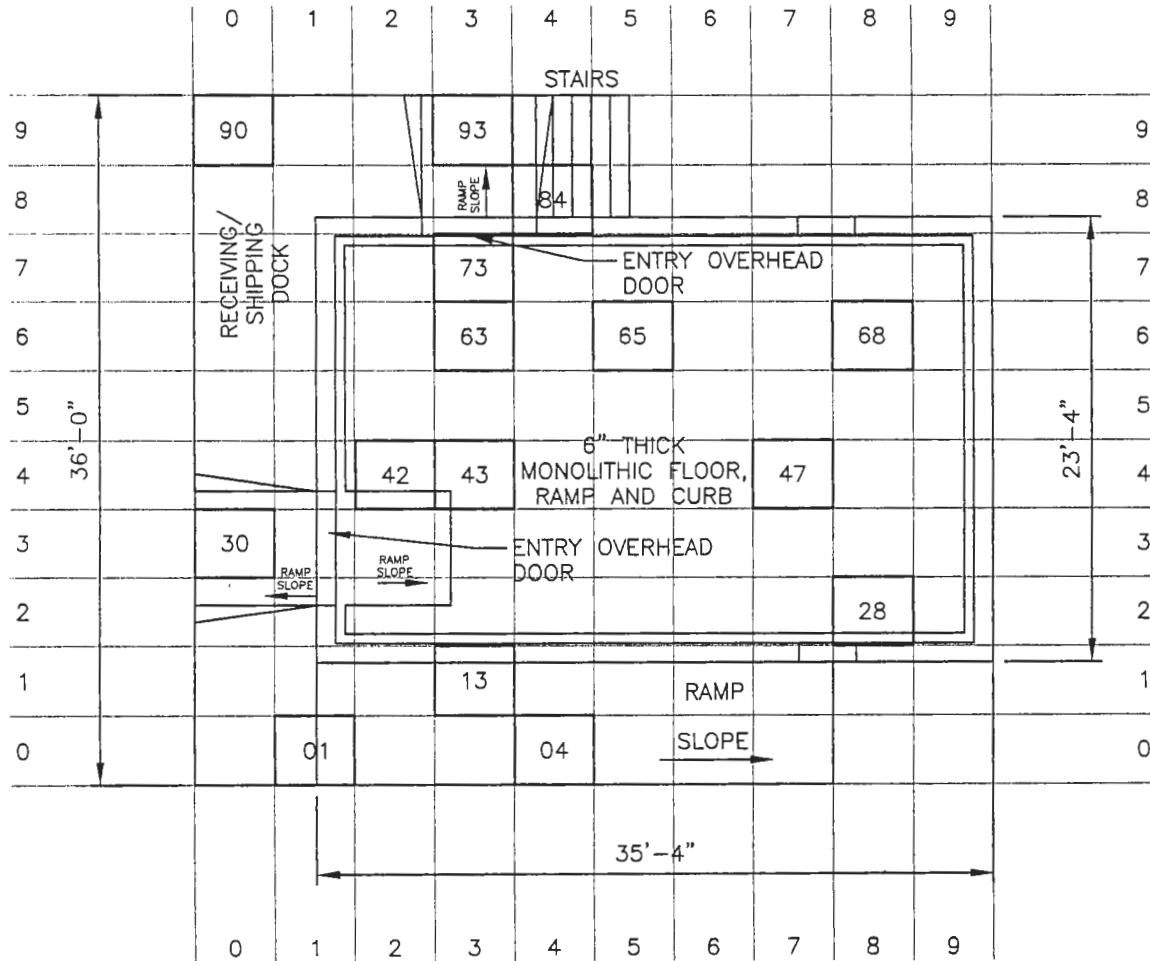 0 1 2 3 4 5 6 7 8 9
STAIRS
9 90 93 9
8 RAMP SLOPE 84 8
RECEIVING/
SHIPPING
DOCK
7 73 ENTRY OVERHEAD 7
DOOR
6 63 65 68 6
5 5
36'-0"
23'-4"
6" THICK
4 42 43 MONOLITHIC FLOOR, 47 4
RAMP AND CURB
3 30 ENTRY OVERHEAD 3
DOOR
RAMP
SLOPE
RAMP
SLOPE
2 28 2
1 13 RAMP 1
0 01 04 SLOPE 0
35'-4"
0 1 2 3 4 5 6 7 8 9